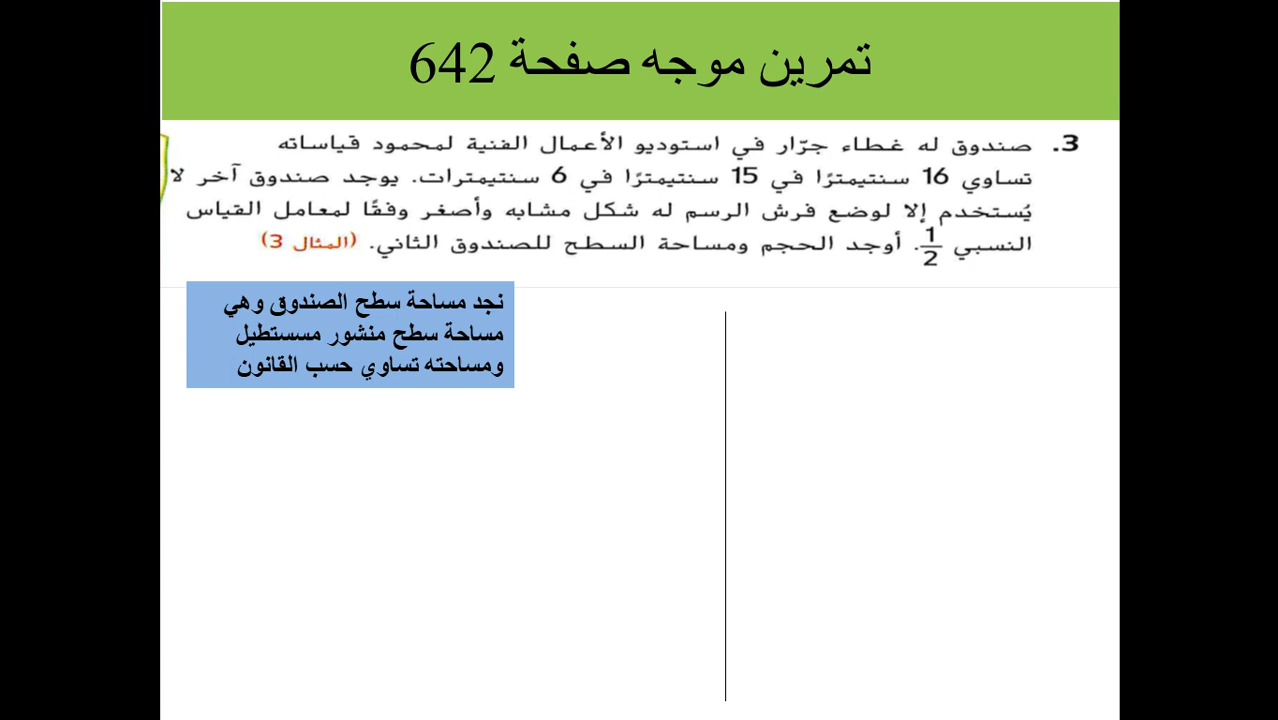 تمرين موجه صفحة 642
3. صندوق له غطاء جرّار في استوديو الأعمال الفنية لمحمود قياساته
تساوي 16 سنتيمترًا في 15 سنتيمترًا في 6 سنتيمترات. يوجد صندوق آخر لا
يُستخدم إلا لوضع فرش الرسم له شكل مشابه وأصغر وفقًا لمعامل القياس
النسبي 1/2. أوجد الحجم ومساحة السطح للصندوق الثاني. (المثال 3)
نجد مساحة سطح الصندوق وهي
مساحة سطح منشور مسستطيل
ومساحته تساوي حسب القانون